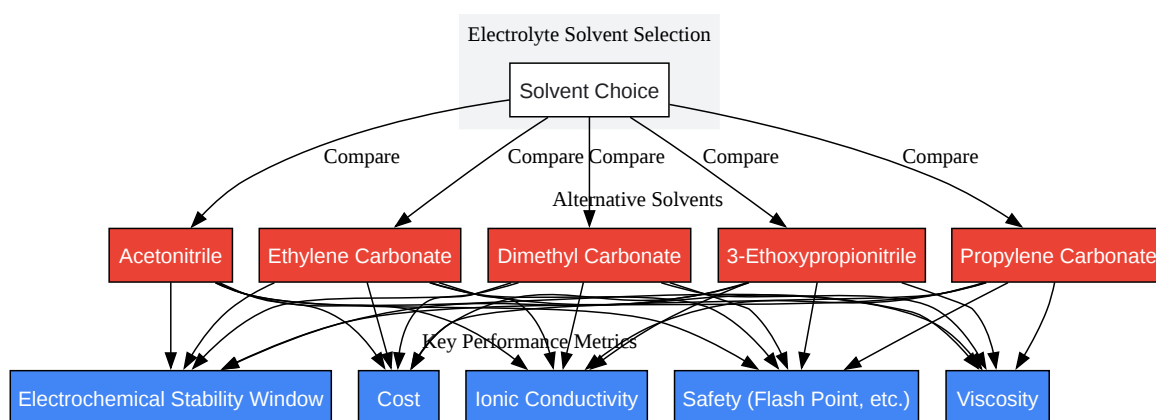 Electrolyte Solvent Selection
Solvent Choice
Compare
Compare
Compare
Compare
Compare
Alternative Solvents
Acetonitrile
Ethylene Carbonate
Dimethyl Carbonate
3-Ethoxypropionitrile
Propylene Carbonate
Key Performance Metrics
Electrochemical Stability Window
Cost
Ionic Conductivity
Safety (Flash Point, etc.)
Viscosity